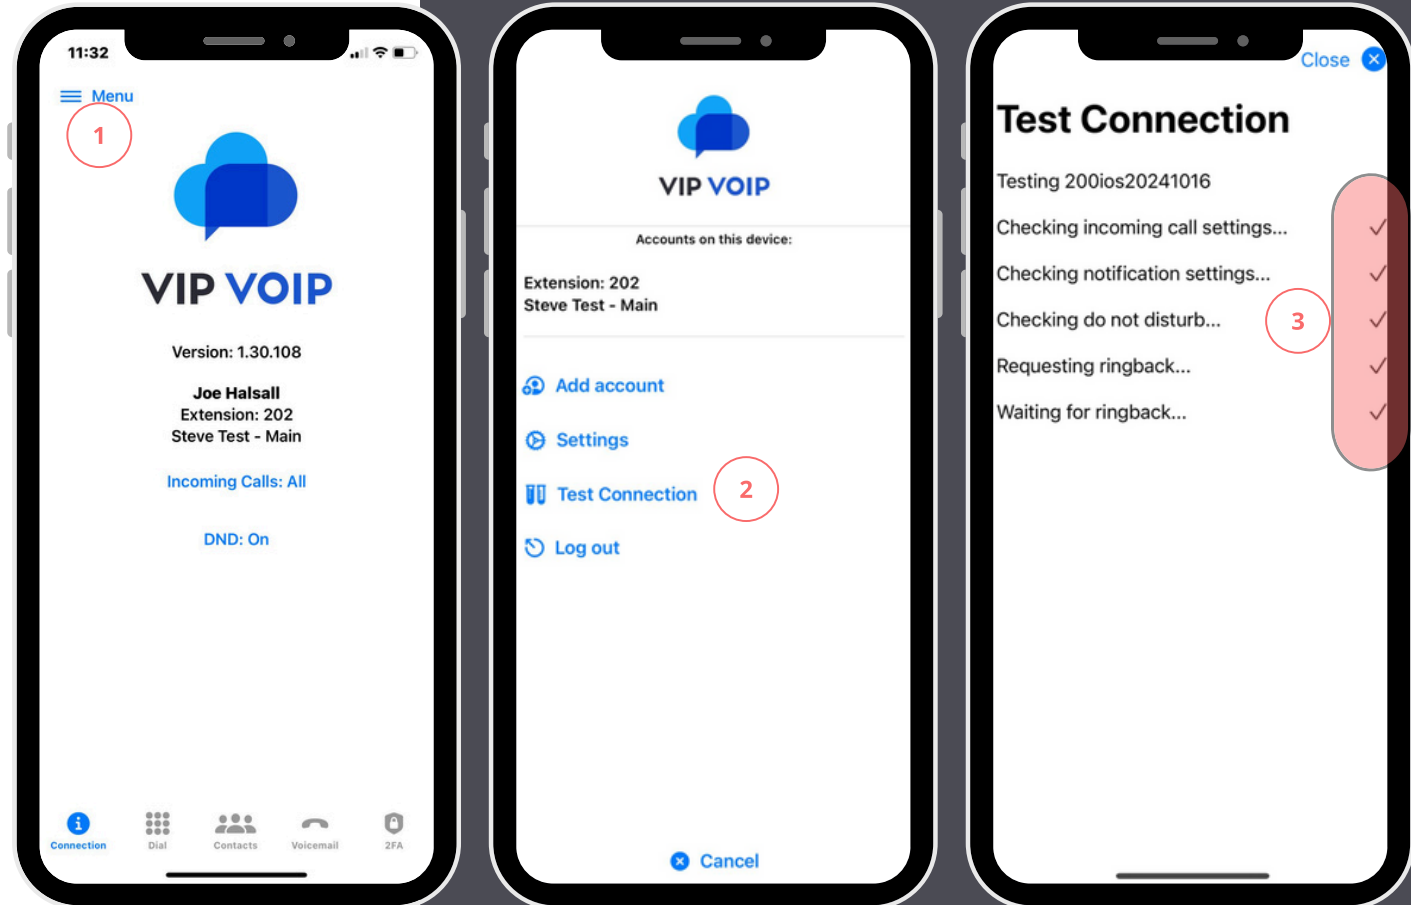 11:32
Menu
1
VIP VOIP
Version: 1.30.108
Joe Halsall
Extension: 202
Steve Test - Main
Incoming Calls: All
DND: On
Connection
Dial
Contacts
Voicemail
2FA
VIP VOIP
Accounts on this device:
Extension: 202
Steve Test - Main
Add account
Settings
Test Connection
2
Log out
Cancel
Close
Test Connection
Testing 200ios20241016
Checking incoming call settings...
Checking notification settings...
Checking do not disturb...
3
Requesting ringback...
Waiting for ringback...